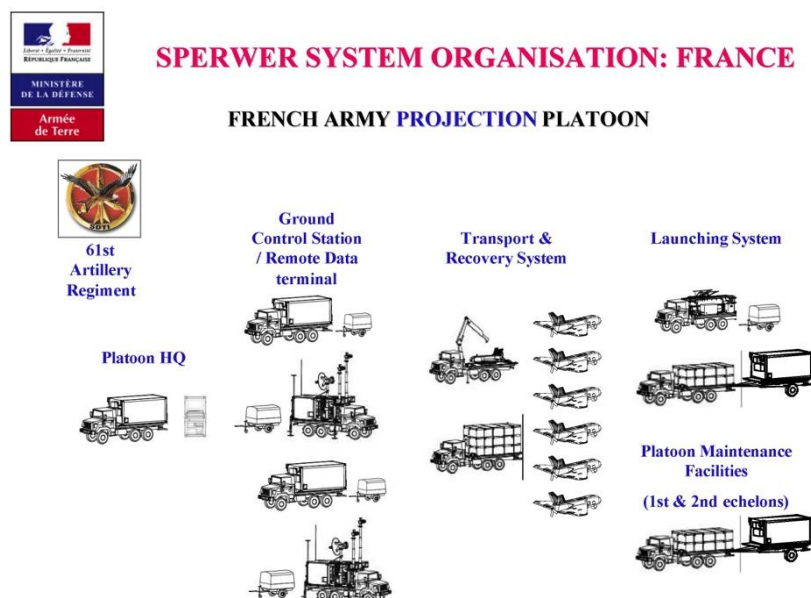 Liberté • Égalité • Fraternité
RÉPUBLIQUE FRANÇAISE
MINISTÈRE
DE LA DÉFENSE
Armée
de Terre
SPERWER SYSTEM ORGANISATION: FRANCE
FRENCH ARMY PROJECTION PLATOON
61st
Artillery
Regiment
Platoon HQ
Ground
Control Station
/ Remote Data
terminal
Transport &
Recovery System
Launching System
Platoon Maintenance
Facilities
(1st & 2nd echelons)